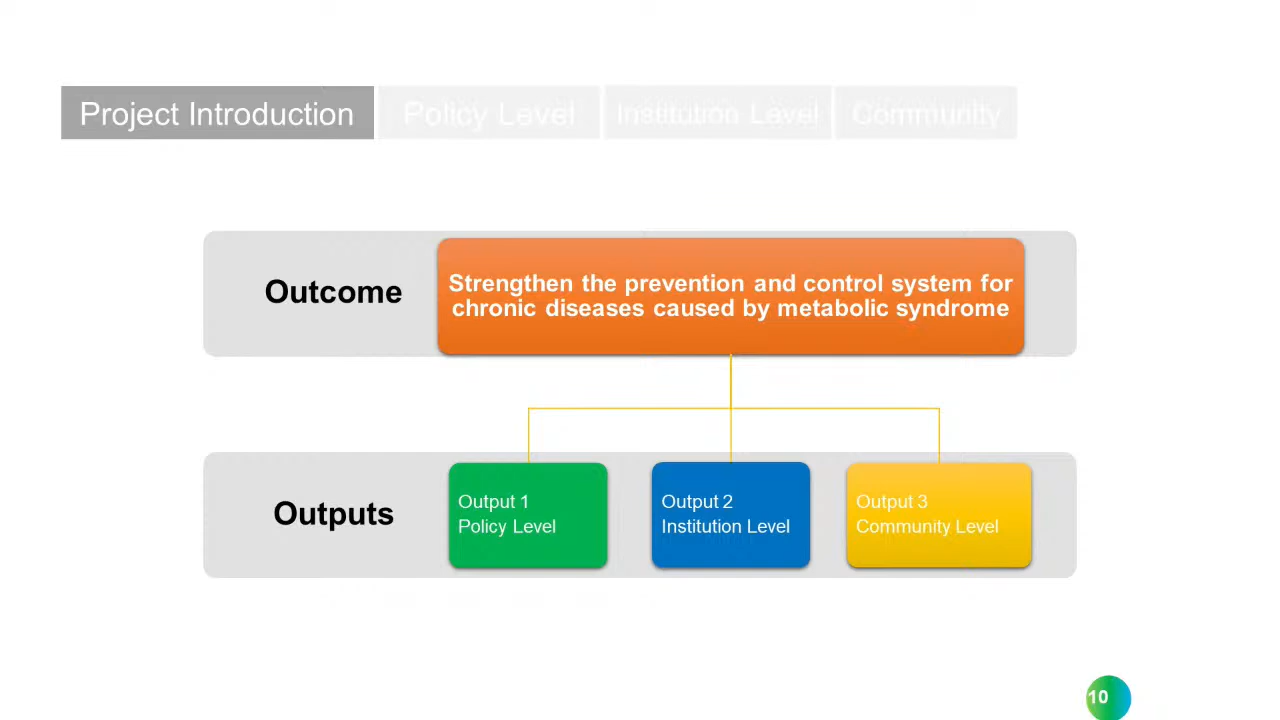 Project Introduction
Policy Level
Institution Level
Community
Outcome
Strengthen the prevention and control system for
chronic diseases caused by metabolic syndrome
Outputs
Output 1
Policy Level
Output 2
Institution Level
Output 3
Community Level
10